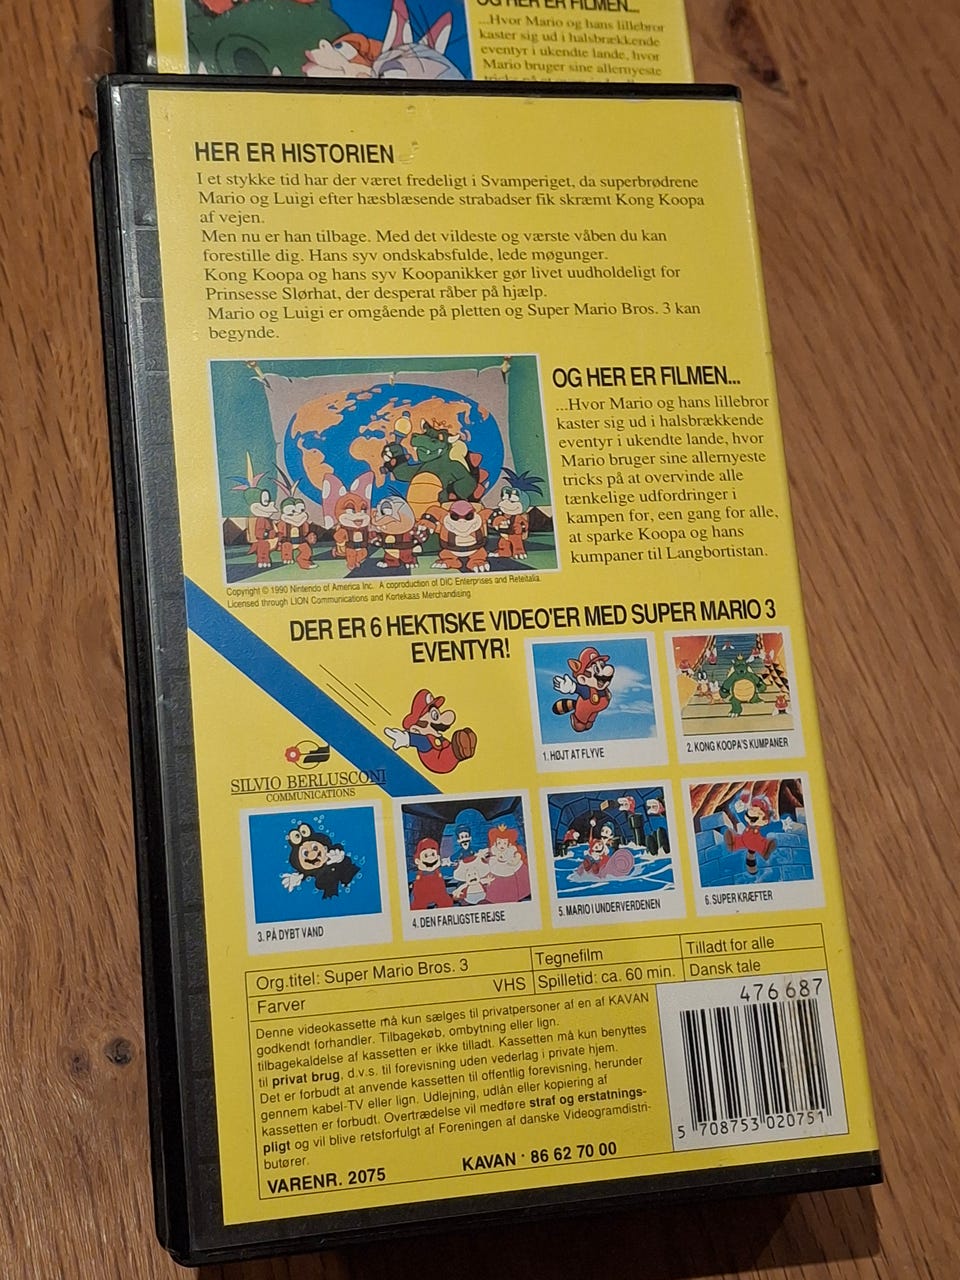 OG HER ER FILMEN...
...Hvor Mario og hans lillebror
kaster sig ud i halsbrækkende
eventyr i ukendte lande, hvor
Mario bruger sine allernyeste
HER ER HISTORIEN
I et stykke tid har der været fredeligt i Svamperiget, da superbrødrene
Mario og Luigi efter hæsblæsende strabadser fik skræmt Kong Koopa
af vejen.
Men nu er han tilbage. Med det vildeste og værste våben du kan
forestille dig. Hans syv ondskabsfulde, lede møgunger.
Kong Koopa og hans syv Koopanikker gør livet uudholdeligt for
Prinsesse Slørhat, der desperat råber på hjælp.
Mario og Luigi er omgående på pletten og Super Mario Bros. 3 kan
begynde.
OG HER ER FILMEN...
...Hvor Mario og hans lillebror
kaster sig ud i halsbrækkende
eventyr i ukendte lande, hvor
Mario bruger sine allernyeste
tricks på at overvinde alle
tænkelige udfordringer i
kampen for, een gang for alle,
at sparke Koopa og hans
kumpaner til Langbortistan.
Copyright © 1990 Nintendo of America Inc. A coproduction of DIC Enterprises and Reteitalia.
Licensed through LION Communications and Kortekaas Merchandising
DER ER 6 HEKTISKE VIDEO'ER MED SUPER MARIO 3
EVENTYR!
1. HØJT AT FLYVE
2. KONG KOOPA'S KUMPANER
SILVIO BERLUSCONI
COMMUNICATIONS
3. PÅ DYBT VAND
4. DEN FARLIGSTE REJSE
5. MARIO I UNDERVERDENEN
6. SUPER KRÆFTER
Org.titel: Super Mario Bros. 3
Tegnefilm
Tilladt for alle
Farver
VHS
Spilletid: ca. 60 min.
Dansk tale
Denne videokassette må kun sælges til privatpersoner af en af KAVAN
godkendt forhandler. Tilbagekøb, ombytning eller lign.
tilbagekaldelse af kassetten er ikke tilladt. Kassetten må kun benyttes
til privat brug, d.v.s. til forevisning uden vederlag i private hjem.
Det er forbudt at anvende kassetten til offentlig forevisning, herunder
gennem kabel-TV eller lign. Udlejning, udlån eller kopiering af
kassetten er forbudt. Overtrædelse vil medføre straf og erstatnings-
pligt og vil blive retsforfulgt af Foreningen af danske Videogramdistri-
butører.
VARENR. 2075
KAVAN · 86 62 70 00
476687
5 708753 020751